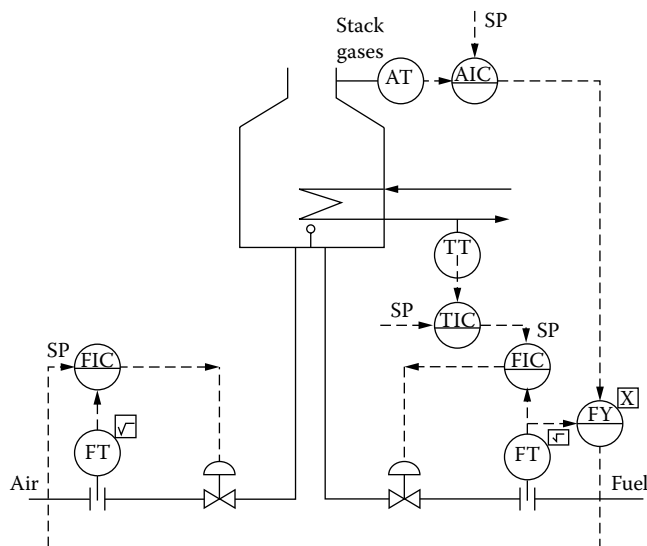 Stack
gases
SP
AT
AIC
TT
SP
TIC
SP
SP
FIC
FIC
X
FY
√
FT
√
FT
Air
Fuel